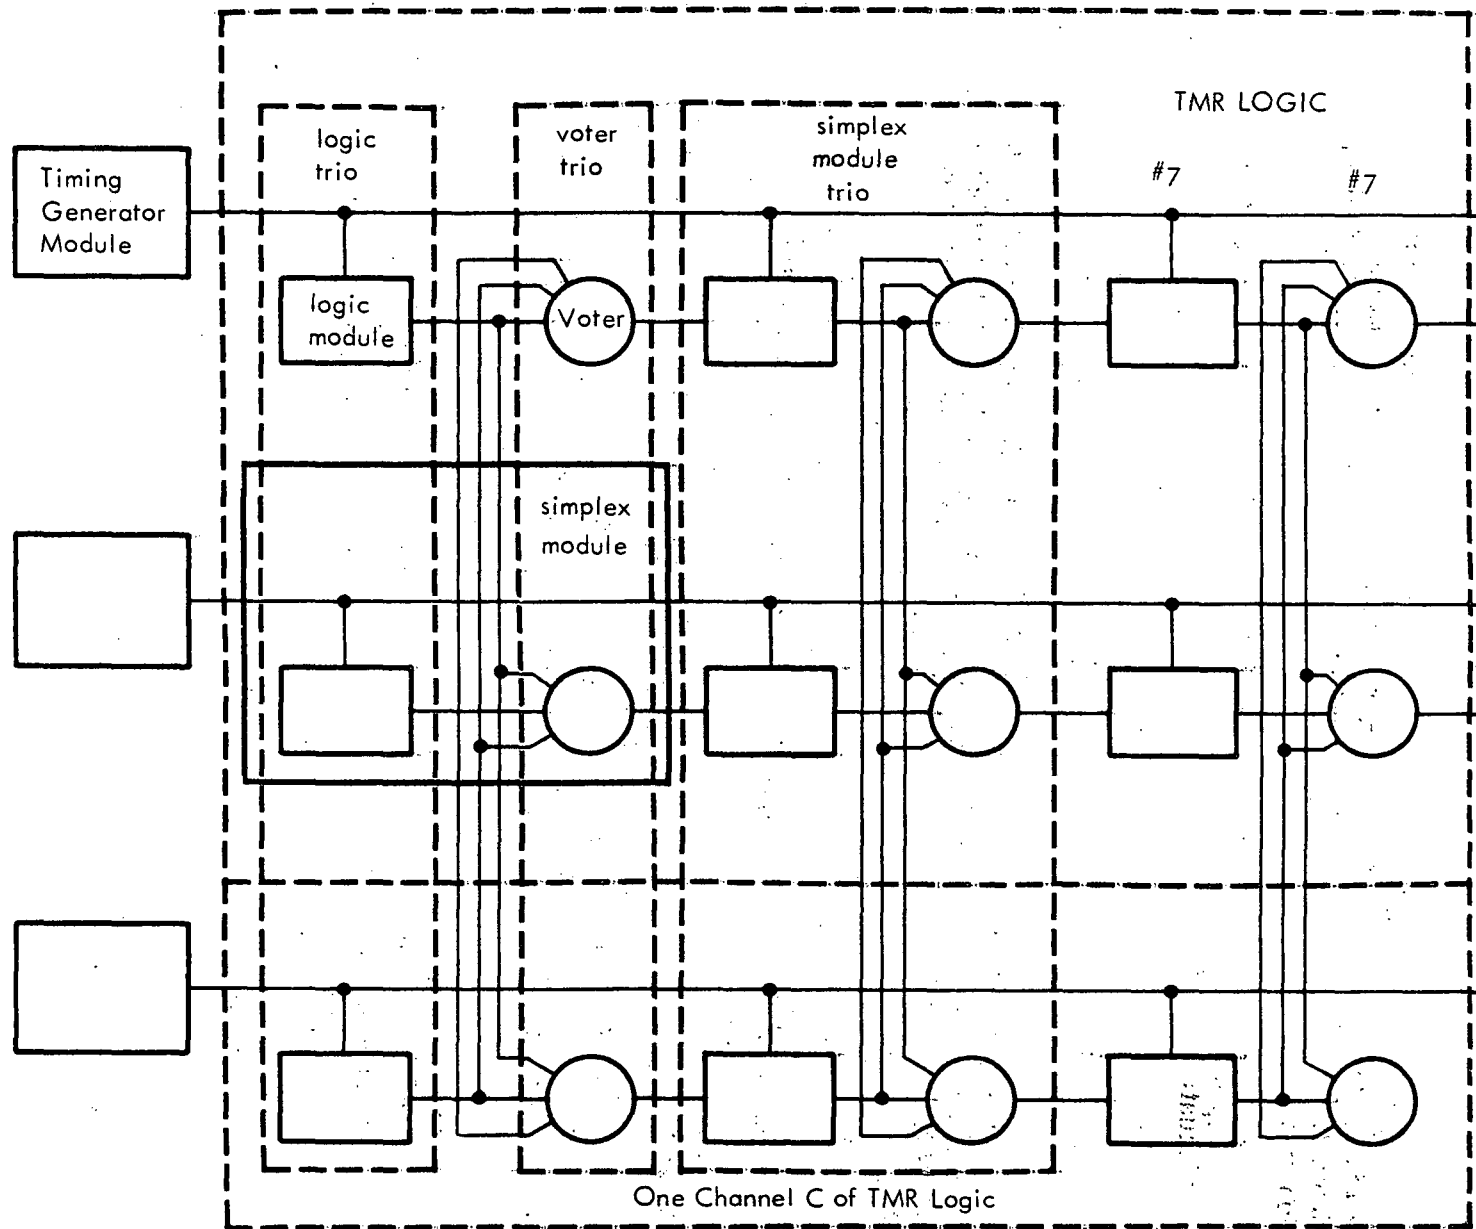 TMR LOGIC
logic
trio
voter
trio
simplex
module
trio
#7
#7
Timing
Generator
Module
logic
module
Voter
simplex
module
One Channel C of TMR Logic